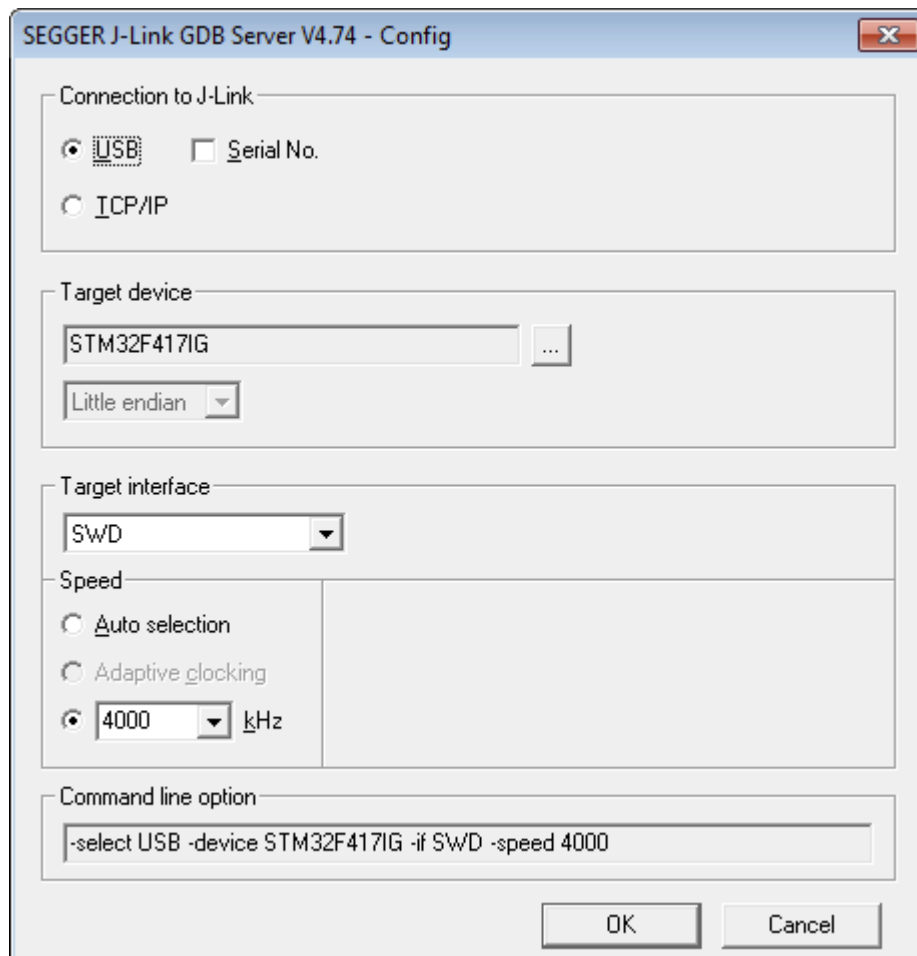 SEGGER J-Link GDB Server V4.74 - Config
Connection to J-Link
USB Serial No.
TCP/IP
Target device
STM32F417IG ...
Little endian
Target interface
SWD
Speed
Auto selection
Adaptive clocking
4000 kHz
Command line option
-select USB -device STM32F417IG -if SWD -speed 4000
OK Cancel